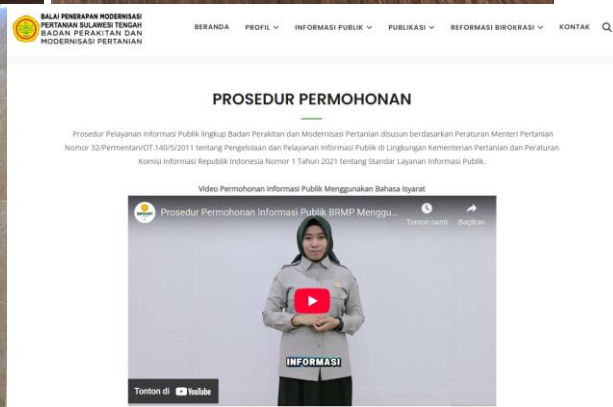 BALAI PENERAPAN MODERNISASI
PERTANIAN SULAWESI TENGAH
BADAN PERAKITAN DAN
MODERNISASI PERTANIAN
BERANDA PROFIL INFORMASI PUBLIK PUBLIKASI REFORMASI BIROKRASI KONTAK
PROSEDUR PERMOHONAN
Prosedur Pelayanan Informasi Publik lingkup Badan Perakitan dan Modernisasi Pertanian disusun berdasarkan Peraturan Menteri Pertanian
Nomor 32/Permentan/OT.140/5/2011 tentang Pengelolaan dan Pelayanan Informasi Publik di Lingkungan Kementerian Pertanian dan Peraturan
Komisi Informasi Republik Indonesia Nomor 1 Tahun 2021 tentang Standar Layanan Informasi Publik.
Video Permohonan Informasi Publik Menggunakan Bahasa Isyarat
Prosedur Permohonan Informasi Publik BRMP Menggu...
Tonton nanti Bagikan
INFORMASI
Tonton di YouTube